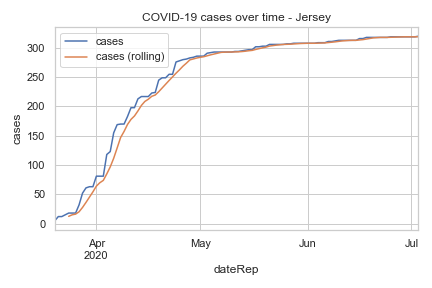 COVID-19 cases over time - Jersey
cases
cases (rolling)
300
250
200
150
100
50
0
cases
Apr
2020
May
Jun
Jul
dateRep